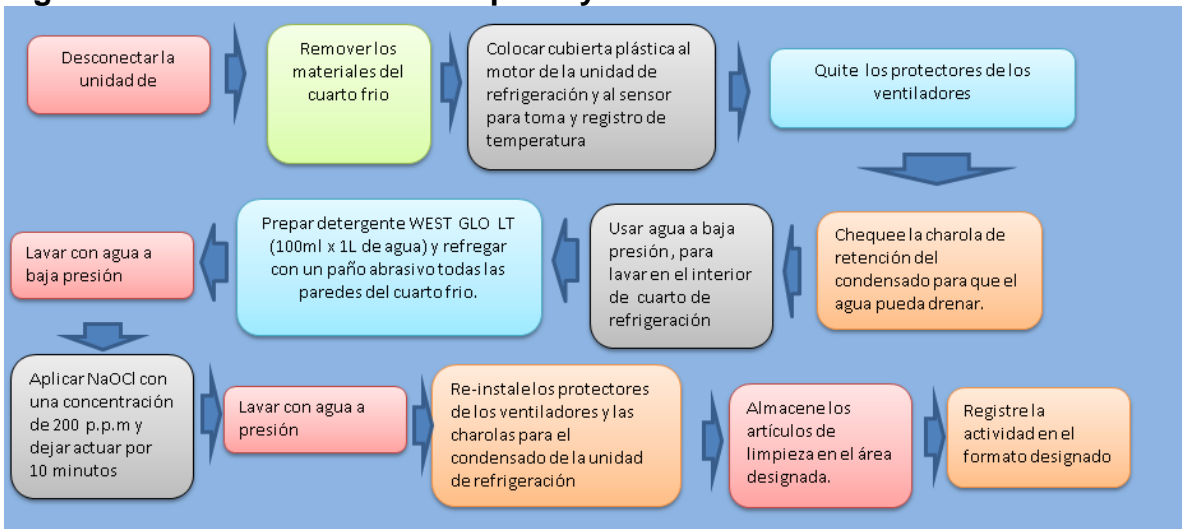 Desconectar la
unidad de
Remover los
materiales del
cuarto frio
Colocar cubierta plástica al
motor de la unidad de
refrigeración y al sensor
para toma y registro de
temperatura
Quite los protectores de los
ventiladores
Chequee la charola de
retención del
condensado para que el
agua pueda drenar.
Usar agua a baja
presión, para
lavar en el interior
de cuarto de
refrigeración
Prepar detergente WEST GLO LT
(100ml x 1L de agua) y refregar
con un paño abrasivo todas las
paredes del cuarto frio.
Lavar con agua a
baja presión
Aplicar NaOCl con
una concentración
de 200 p.p.m y
dejar actuar por
10 minutos
Lavar con agua a
presión
Re-instale los protectores
de los ventiladores y las
charolas para el
condensado de la unidad
de refrigeración
Almacene los
artículos de
limpieza en el área
designada.
Registre la
actividad en el
formato designado